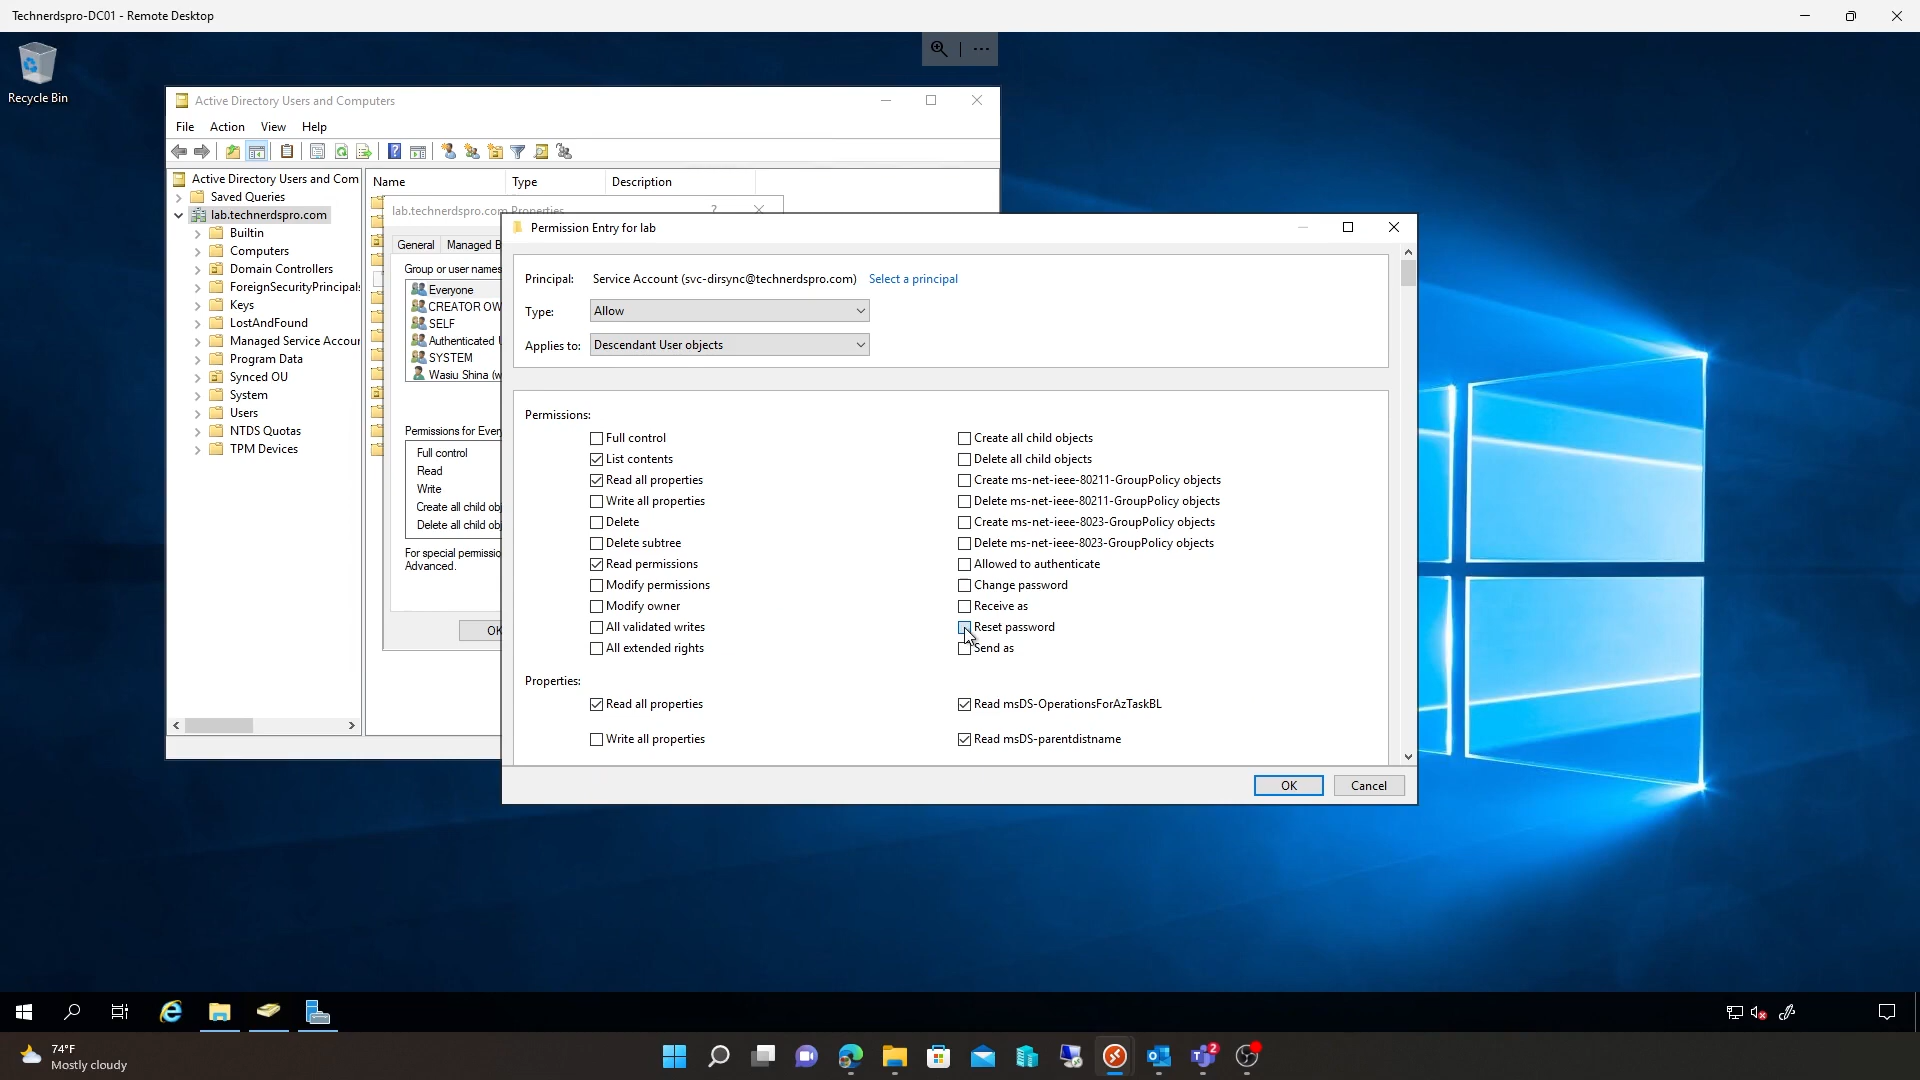 Technerdspro-DC01 - Remote Desktop
Recycle Bin
Active Directory Users and Computers
File Action View Help
Active Directory Users and Com
Saved Queries
lab.technerdspro.com
Builtin
Computers
Domain Controllers
ForeignSecurityPrincipals
Keys
LostAndFound
Managed Service Accour
Program Data
Synced OU
System
Users
NTDS Quotas
TPM Devices
Name Type Description
lab.technerdspro.com Properties ?
General Managed B
Group or user names
Everyone
CREATOR OW
SELF
Authenticated U
SYSTEM
Wasiu Shina (w
Permissions for Every
Full control
Read
Write
Create all child obj
Delete all child obj
For special permissio
Advanced.
OK
Permission Entry for lab
Principal: Service Account (svc-dirsync@technerdspro.com) Select a principal
Type: Allow
Applies to: Descendant User objects
Permissions:
Full control
List contents
Read all properties
Write all properties
Delete
Delete subtree
Read permissions
Modify permissions
Modify owner
All validated writes
All extended rights
Create all child objects
Delete all child objects
Create ms-net-ieee-80211-GroupPolicy objects
Delete ms-net-ieee-80211-GroupPolicy objects
Create ms-net-ieee-8023-GroupPolicy objects
Delete ms-net-ieee-8023-GroupPolicy objects
Allowed to authenticate
Change password
Receive as
Reset password
Send as
Properties:
Read all properties
Write all properties
Read msDS-OperationsForAzTaskBL
Read msDS-parentdistname
OK Cancel
74°F
Mostly cloudy
2